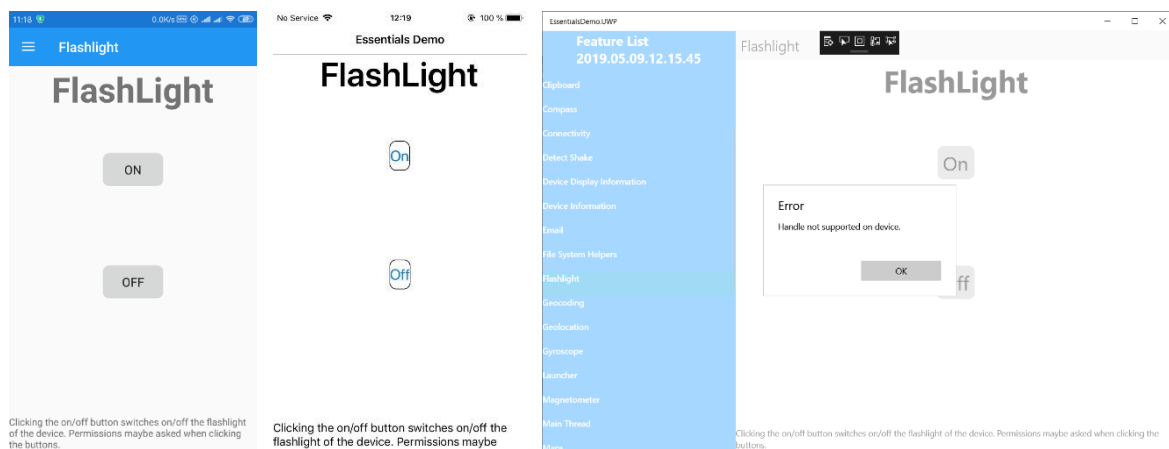 11:18 0.0K/s
Flashlight
FlashLight
ON
OFF
Clicking the on/off button switches on/off the flashlight
of the device. Permissions maybe asked when clicking
the buttons.
No Service 12:19 100 %
Essentials Demo
FlashLight
On
Off
Clicking the on/off button switches on/off the
flashlight of the device. Permissions maybe
EssentialsDemo.UWP
Feature List
2019.05.09.12.15.45
Clipboard
Compass
Connectivity
Detect Shake
Device Display Information
Device Information
Email
File System Helpers
Flashlight
Geocoding
Geolocation
Gyroscope
Launcher
Magnetometer
Main Thread
Flashlight
FlashLight
On
Error
Handle not supported on device.
OK
ff
Clicking the on/off button switches on/off the flashlight of the device. Permissions maybe asked when clicking the
buttons.